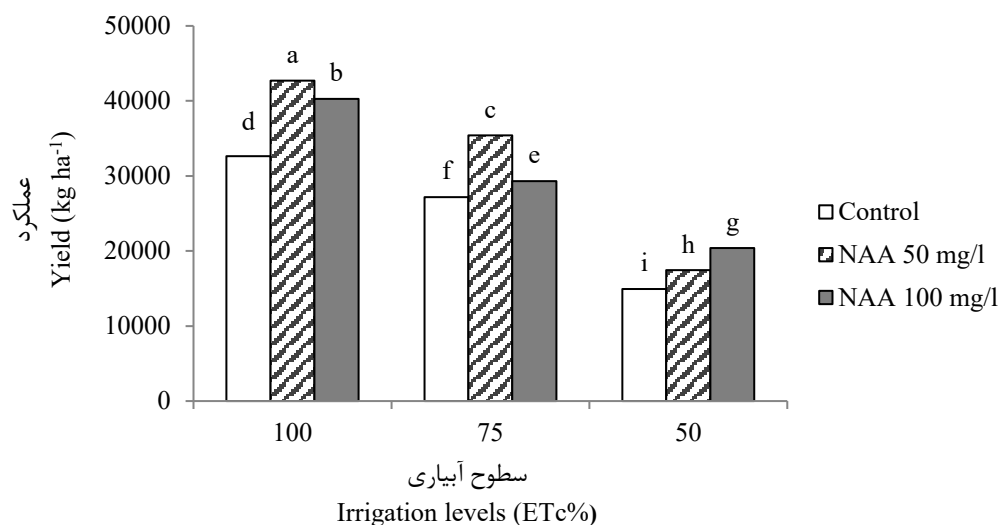 50000
40000
30000
20000
10000
0
عملکرد
Yield (kg ha-1)
d a b
f c e
i h g
100 75 50
سطوح آبیاری
Irrigation levels (ETc%)
Control
NAA 50 mg/l
NAA 100 mg/l